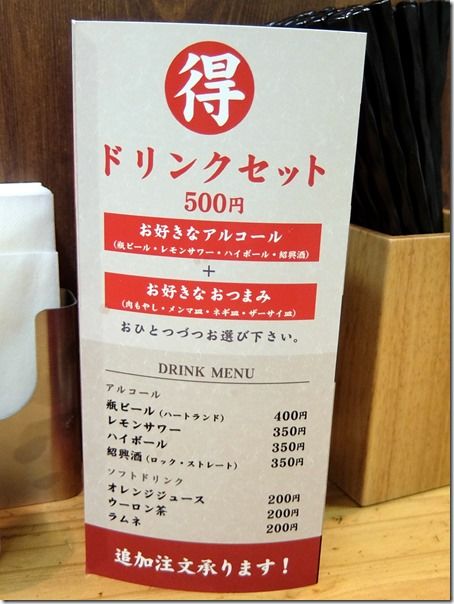 得
ドリンクセット
500円
お好きなアルコール
(瓶ビール・レモンサワー・ハイボール・紹興酒)
+
お好きなおつまみ
(肉もやし・メンマ皿・ネギ皿・ザーサイ皿)
おひとつづつお選び下さい。
DRINK MENU
アルコール
瓶ビール(ハートランド) 400円
レモンサワー 350円
ハイボール 350円
紹興酒(ロック・ストレート) 350円
ソフトドリンク
オレンジジュース 200円
ウーロン茶 200円
ラムネ 200円
追加注文承ります!